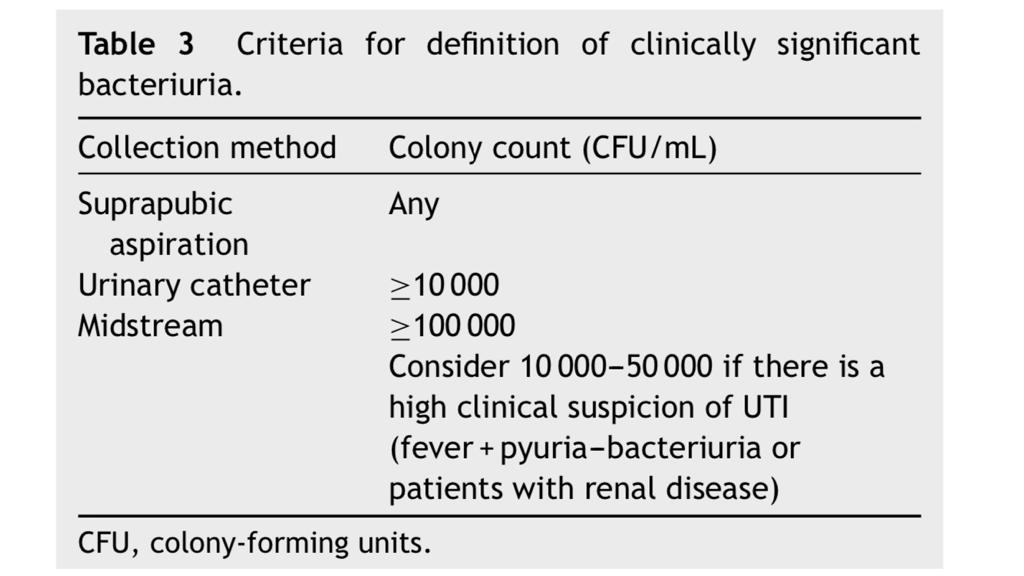 Table 3 Criteria for definition of clinically significant
bacteriuria.
Collection method Colony count (CFU/mL)
Suprapubic Any
aspiration
Urinary catheter ≥10 000
Midstream ≥100 000
Consider 10 000–50 000 if there is a
high clinical suspicion of UTI
(fever + pyuria–bacteriuria or
patients with renal disease)
CFU, colony-forming units.